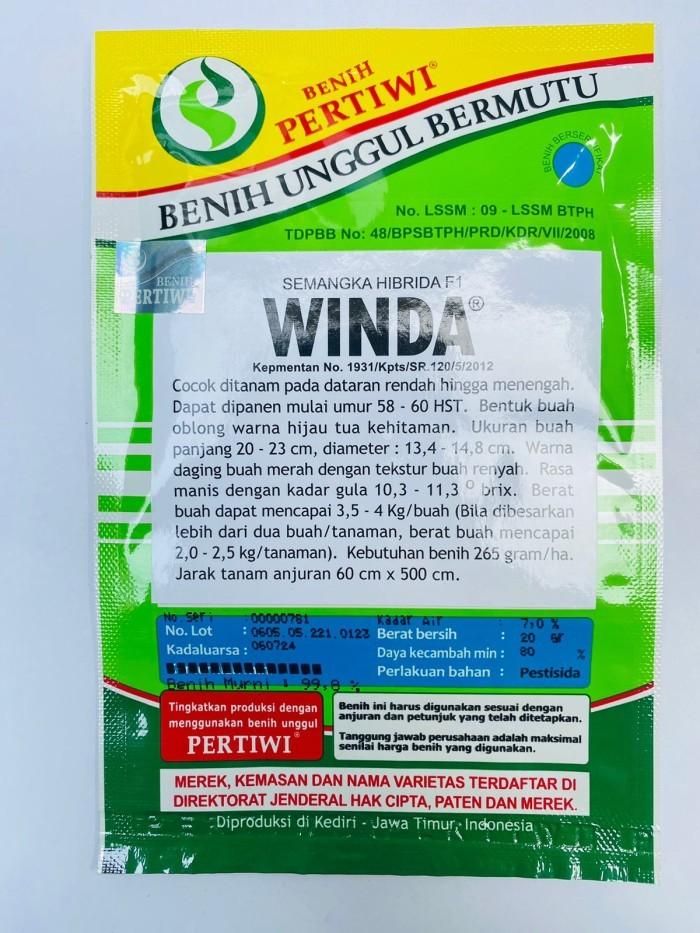 BENIH
PERTIWI®
BENIH UNGGUL BERMUTU
No. LSSM : 09 - LSSM BTPH
TDPBB No: 48/BPSBTPH/PRD/KDR/VII/2008
BENIH
PERTIWI
SEMANGKA HIBRIDA F1
WINDA®
Kepmentan No. 1931/Kpts/SR.120/5/2012
Cocok ditanam pada dataran rendah hingga menengah.
Dapat dipanen mulai umur 58 - 60 HST. Bentuk buah
oblong warna hijau tua kehitaman. Ukuran buah
panjang 20 - 23 cm, diameter : 13,4 - 14,8 cm. Warna
daging buah merah dengan tekstur buah renyah. Rasa
manis dengan kadar gula 10,3 - 11,3 ° brix. Berat
buah dapat mencapai 3,5 - 4 Kg/buah (Bila dibesarkan
lebih dari dua buah/tanaman, berat buah mencapai
2,0 - 2,5 kg/tanaman). Kebutuhan benih 265 gram/ha.
Jarak tanam anjuran 60 cm x 500 cm.
No. Seri : 00000781 Kadar Air : 7,0 %
No. Lot : 0605.05.221.0123 Berat bersih : 20 gr
Kadaluarsa : 060724 Daya kecambah min : 80 %
Perlakuan bahan : Pestisida
Benih Murni : 99,8 %
Tingkatkan produksi dengan
menggunakan benih unggul
PERTIWI®
Benih ini harus digunakan sesuai dengan
anjuran dan petunjuk yang telah ditetapkan.
Tanggung jawab perusahaan adalah maksimal
senilai harga benih yang digunakan.
MEREK, KEMASAN DAN NAMA VARIETAS TERDAFTAR DI
DIREKTORAT JENDERAL HAK CIPTA, PATEN DAN MEREK.
Diproduksi di Kediri - Jawa Timur, Indonesia